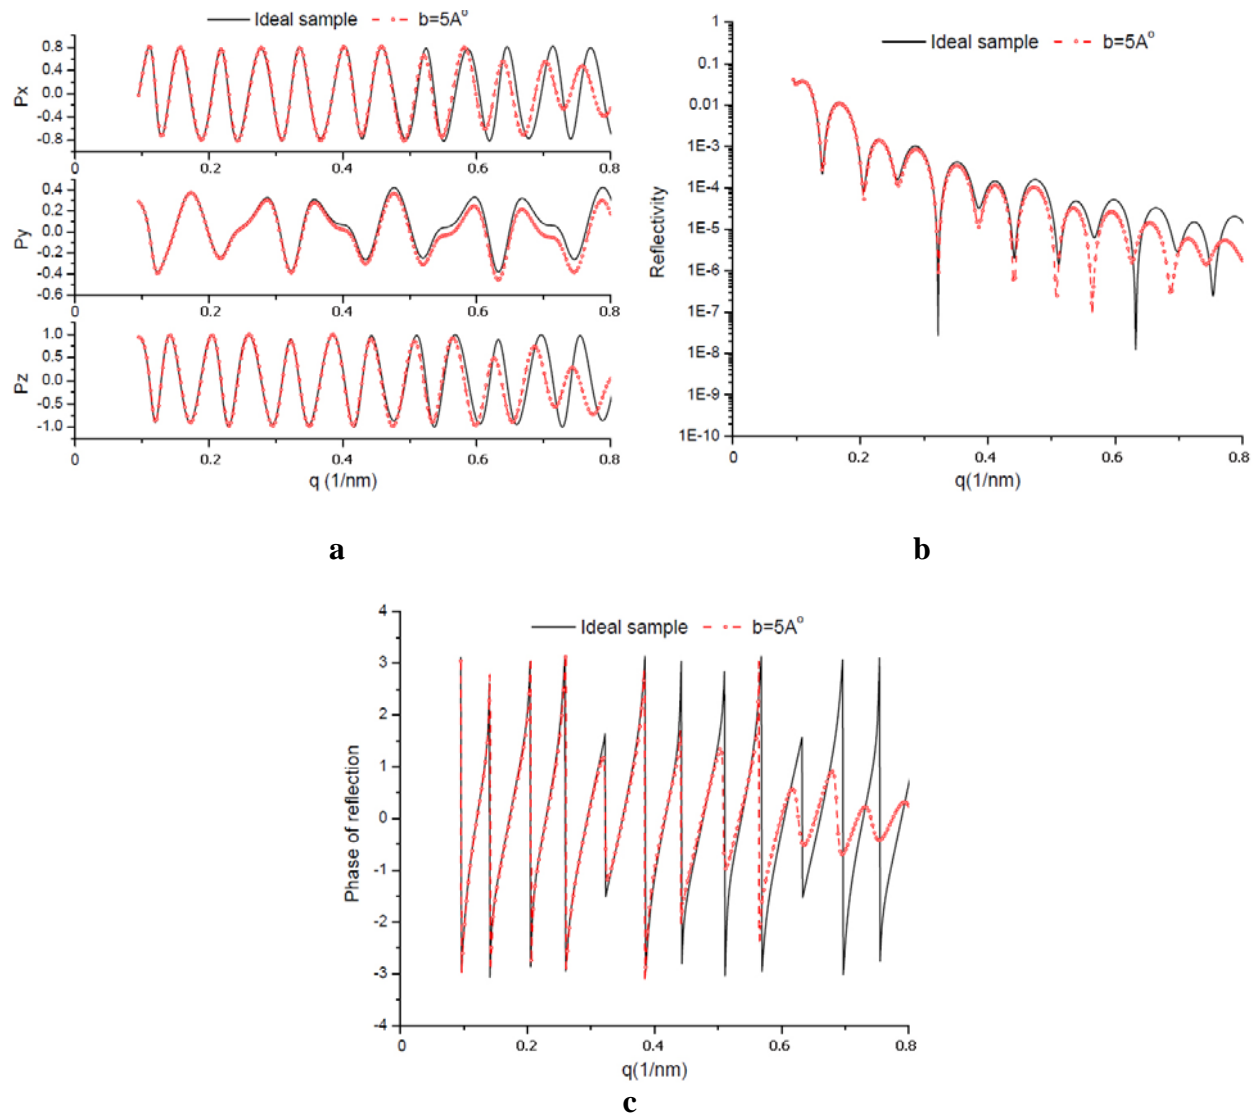 Ideal sample b=5A°
0.8
0.4
0.0
-0.4
-0.8
Px
0 0.2 0.4 0.6 0.8
0.4
0.2
0.0
-0.2
-0.4
-0.6
Py
0 0.2 0.4 0.6 0.8
1.0
0.5
0.0
-0.5
-1.0
Pz
0 0.2 0.4 0.6 0.8
q (1/nm)
a
Ideal sample b=5A°
1
0.1
0.01
1E-3
1E-4
1E-5
1E-6
1E-7
1E-8
1E-9
1E-10
Reflectivity
0 0.2 0.4 0.6 0.8
q(1/nm)
b
Ideal sample b=5A°
4
3
2
1
0
-1
-2
-3
-4
Phase of reflection
0 0.2 0.4 0.6 0.8
q(1/nm)
c